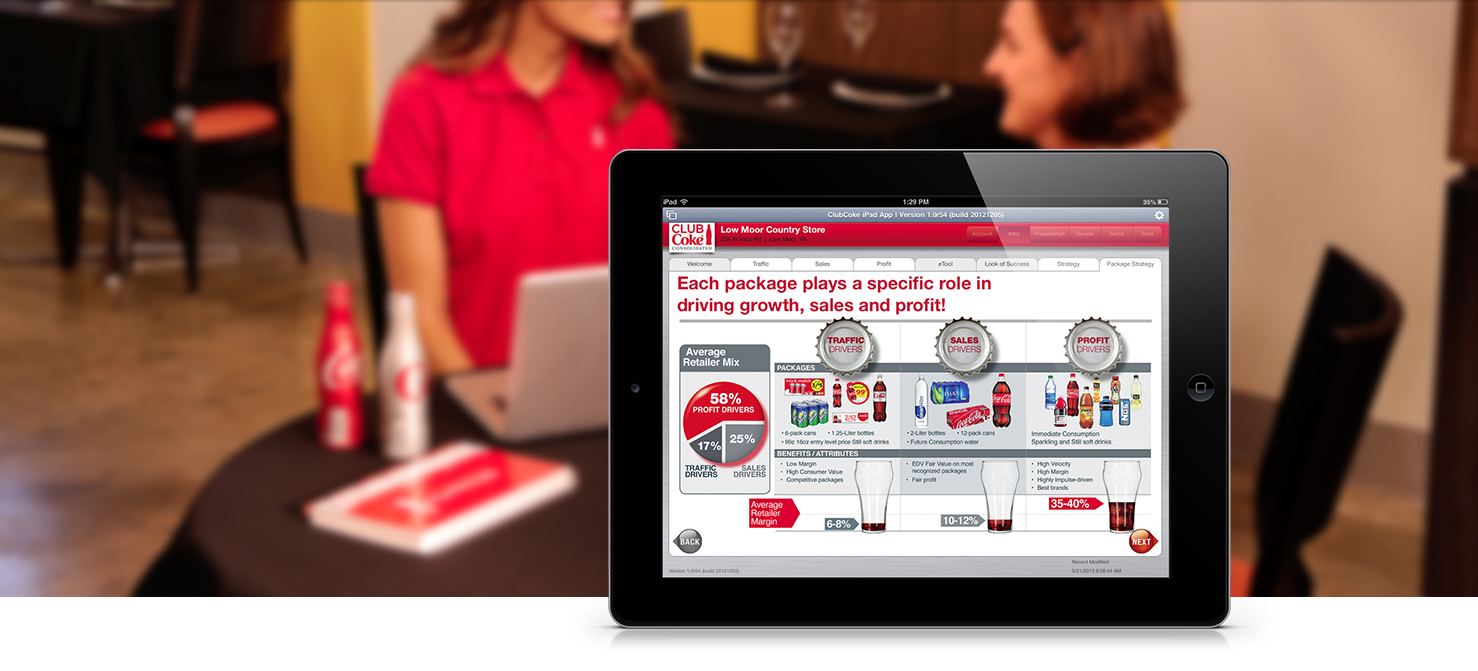 iPad
1:29 PM
35%
ClubCoke iPad App | Version 1.0r54 (build 20121205)
CLUB
Coke
CONSOLIDATED
Low Moor Country Store
Low Moor, VA
Account
Intro
Presentation
Review
Terms
Tools
Welcome
Traffic
Sales
Profit
eTool
Look of Success
Strategy
Package Strategy
Each package plays a specific role in
driving growth, sales and profit!
TRAFFIC
DRIVERS
SALES
DRIVERS
PROFIT
DRIVERS
Average
Retailer Mix
58%
PROFIT DRIVERS
17%
25%
TRAFFIC
DRIVERS
SALES
DRIVERS
PACKAGES
• 6-pack cans • 1.25-Liter bottles
• 99¢ 16oz entry level price Still soft drinks
• 2-Liter bottles • 12-pack cans
• Future Consumption water
Immediate Consumption
Sparkling and Still soft drinks
BENEFITS / ATTRIBUTES
• Low Margin
• High Consumer Value
• Competitive packages
• EDV Fair Value on most
recognized packages
• Fair profit
• High Velocity
• High Margin
• Highly Impulse-driven
• Best brands
Average
Retailer
Margin
6-8%
10-12%
35-40%
BACK
NEXT
Version 1.0r54 (build 20121205)
Record Modified
5/21/2013 9:38:44 AM